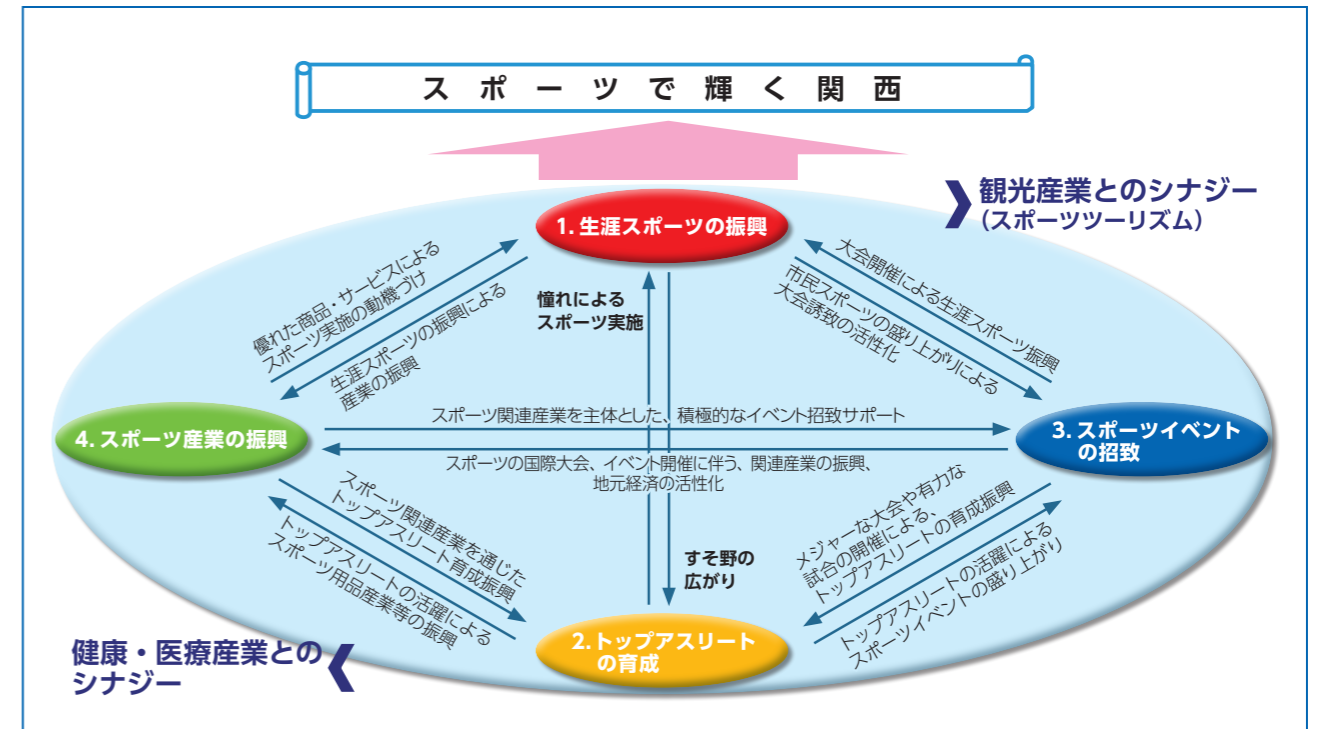 スポーツで輝く関西
観光産業とのシナジー
（スポーツツーリズム）
1. 生涯スポーツの振興
優れた商品・サービスによる
スポーツ実施の動機づけ
生涯スポーツの振興による
産業の振興
憧れによる
スポーツ実施
大会開催による生涯スポーツ振興
市民スポーツの盛り上がりによる
大会誘致の活性化
4. スポーツ産業の振興
スポーツ関連産業を主体とした、積極的なイベント招致サポート
3. スポーツイベント
の招致
スポーツの国際大会、イベント開催に伴う、関連産業の振興、
地元経済の活性化
スポーツ関連産業を通じた
トップアスリート育成振興
トップアスリートの活躍による
スポーツ用品産業等の振興
すそ野の
広がり
メジャーな大会や有力な
試合の開催による、
トップアスリートの育成振興
トップアスリートの活躍による
スポーツイベントの盛り上がり
2. トップアスリート
の育成
健康・医療産業との
シナジー